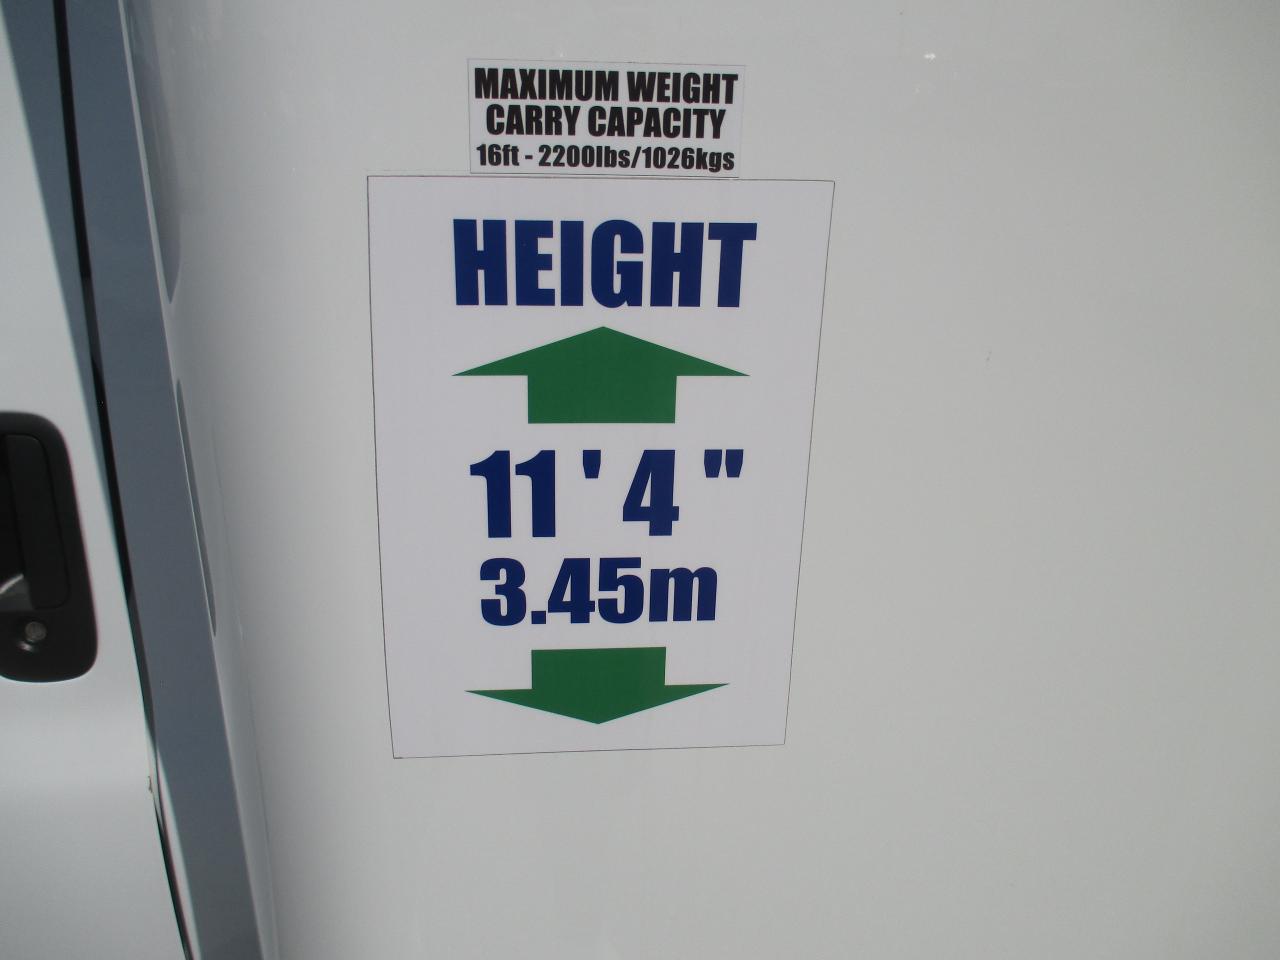 MAXIMUM WEIGHT
CARRY CAPACITY
16ft - 2200lbs/1026kgs
HEIGHT
11 ' 4 "
3.45m